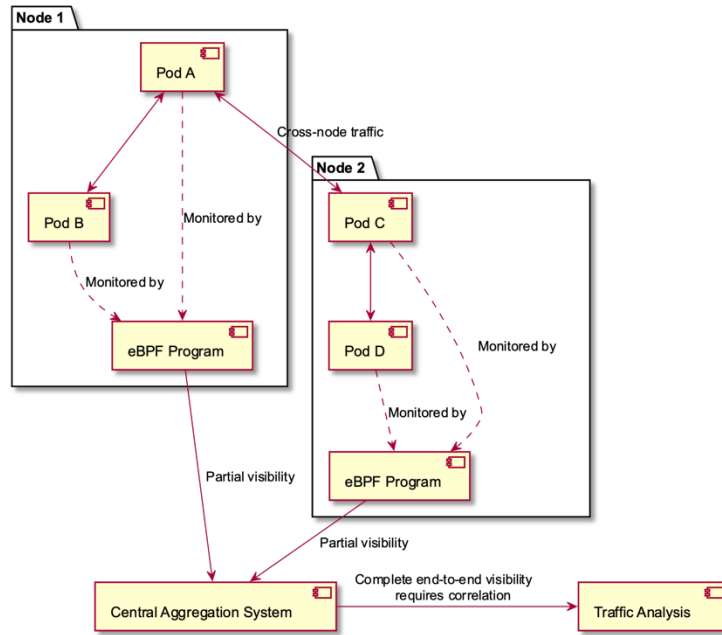 Node 1
Pod A
Cross-node traffic
Node 2
Pod B
Monitored by
Pod C
Monitored by
eBPF Program
Pod D
Monitored by
Monitored by
eBPF Program
Partial visibility
Partial visibility
Central Aggregation System
Complete end-to-end visibility
requires correlation
Traffic Analysis